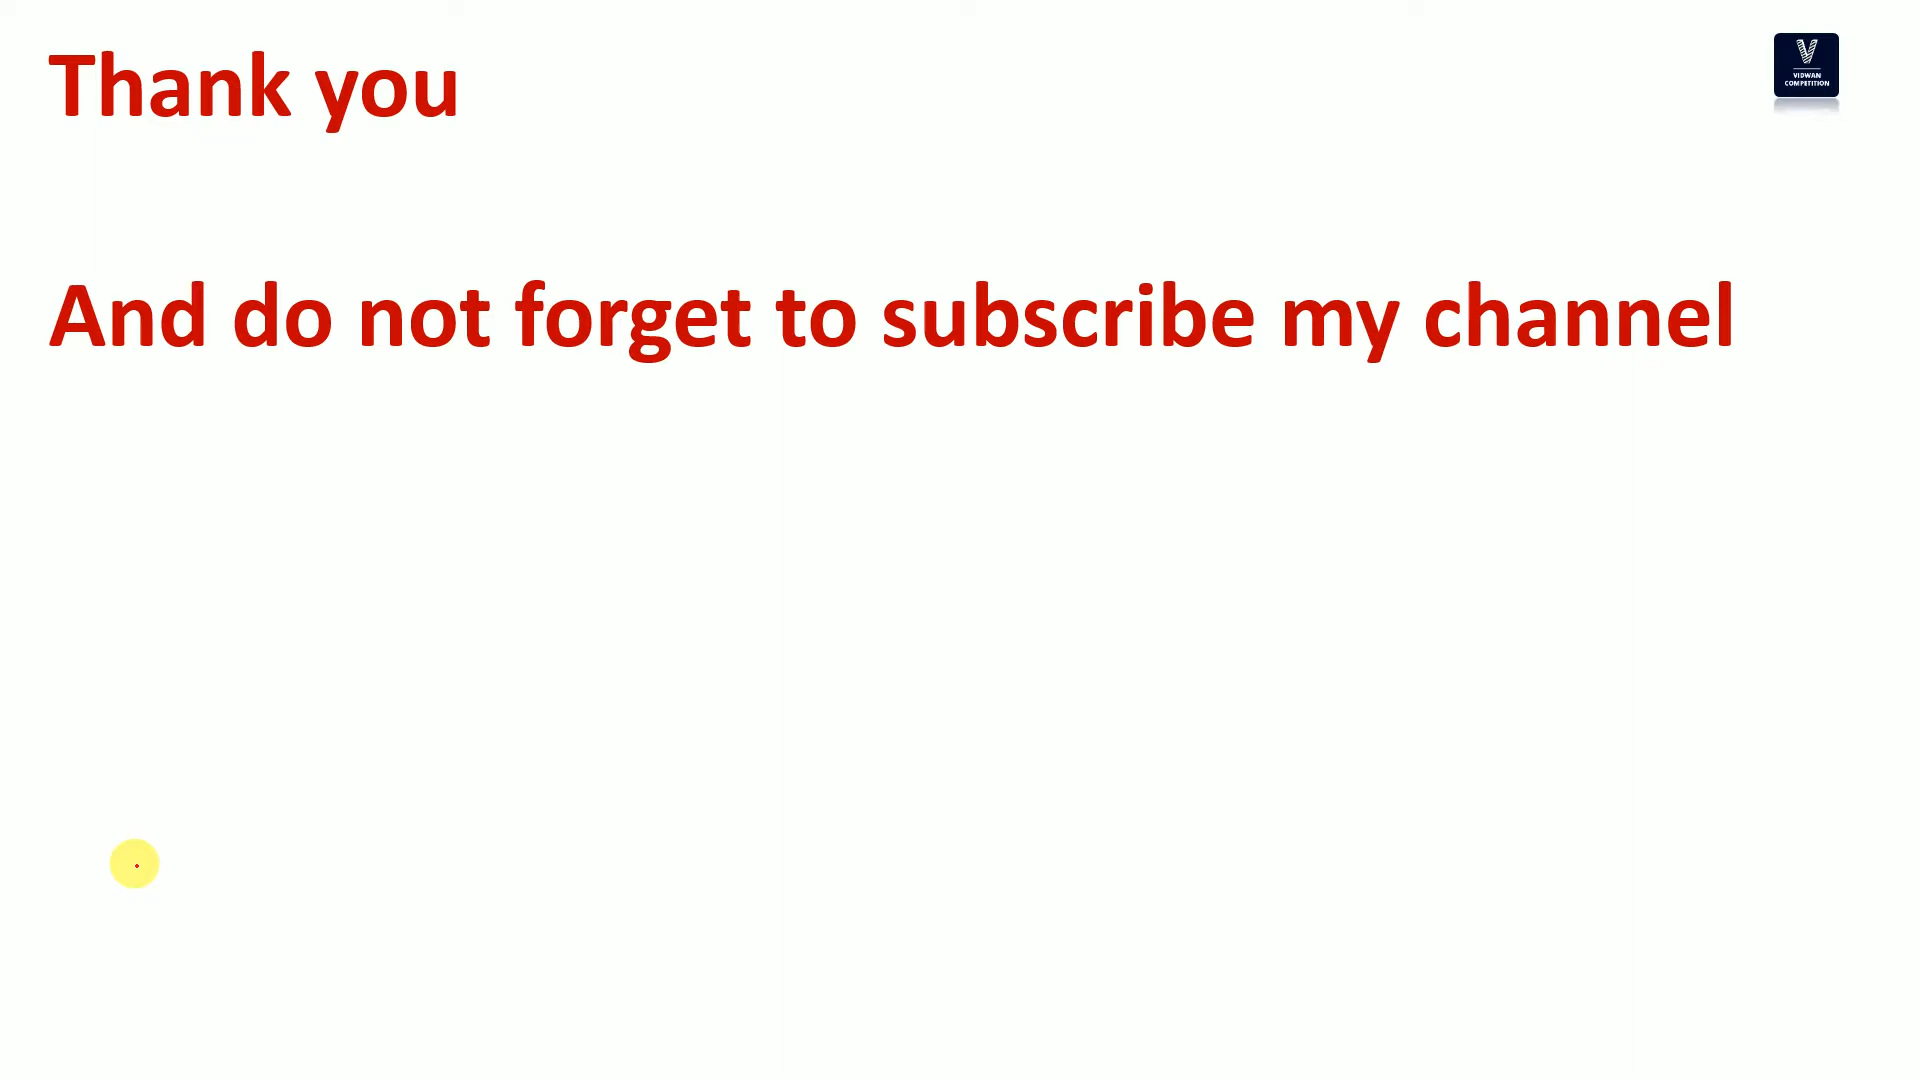 Thank you
VIDWAN
COMPETITION
And do not forget to subscribe my channel